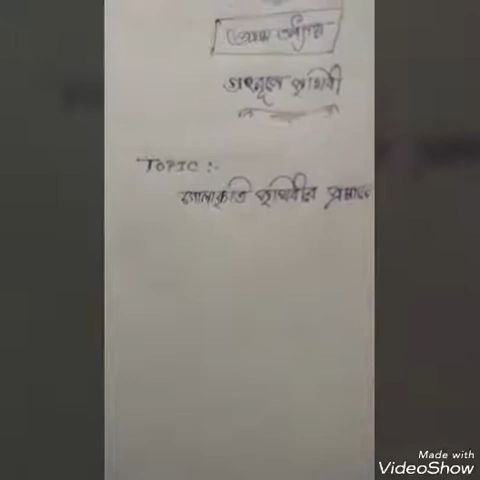 প্রথম অধ্যায়
গ্রহরূপে পৃথিবী
TOPIC :-
গোলাকৃতি পৃথিবীর প্রমাণ
Made with
VideoShow